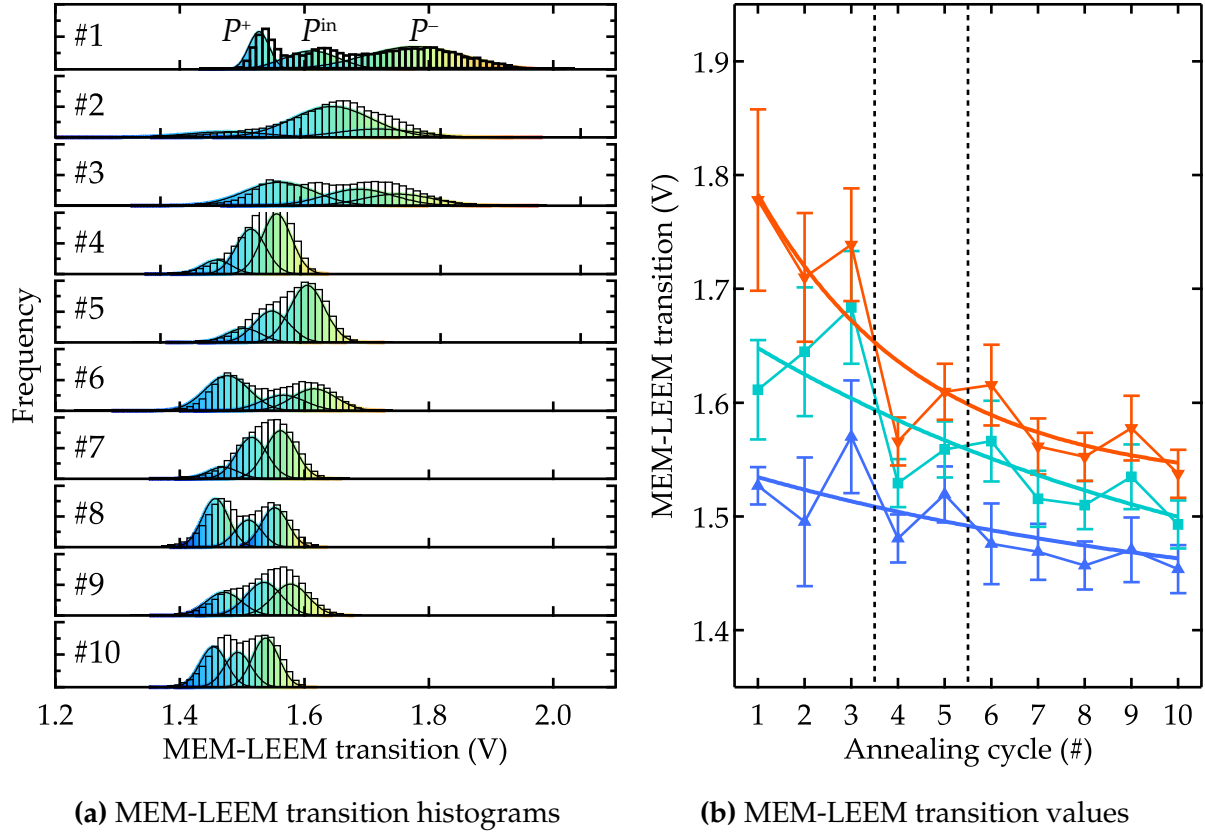 P⁺ Pⁱⁿ P⁻
#1
#2
#3
#4
#5
#6
#7
#8
#9
#10
Frequency
1.2 1.4 1.6 1.8 2.0
MEM-LEEM transition (V)
(a) MEM-LEEM transition histograms
MEM-LEEM transition (V)
1.9
1.8
1.7
1.6
1.5
1.4
1 2 3 4 5 6 7 8 9 10
Annealing cycle (#)
(b) MEM-LEEM transition values